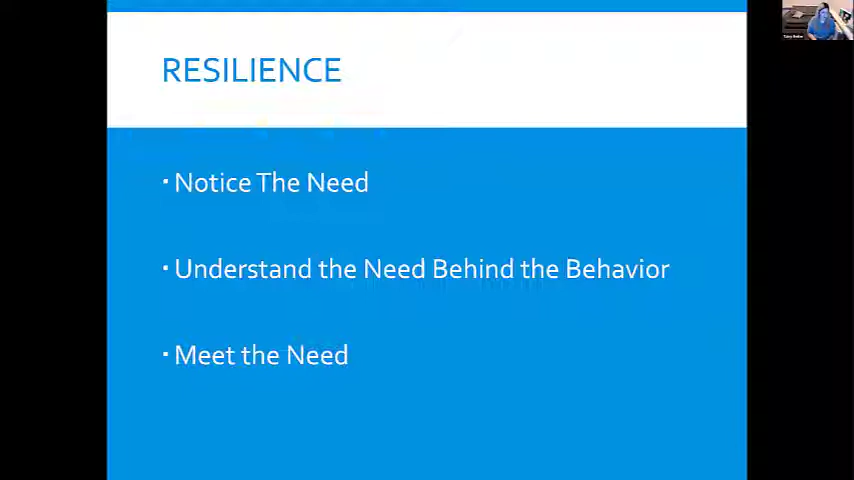 RESILIENCE
▪ Notice The Need
▪ Understand the Need Behind the Behavior
▪ Meet the Need